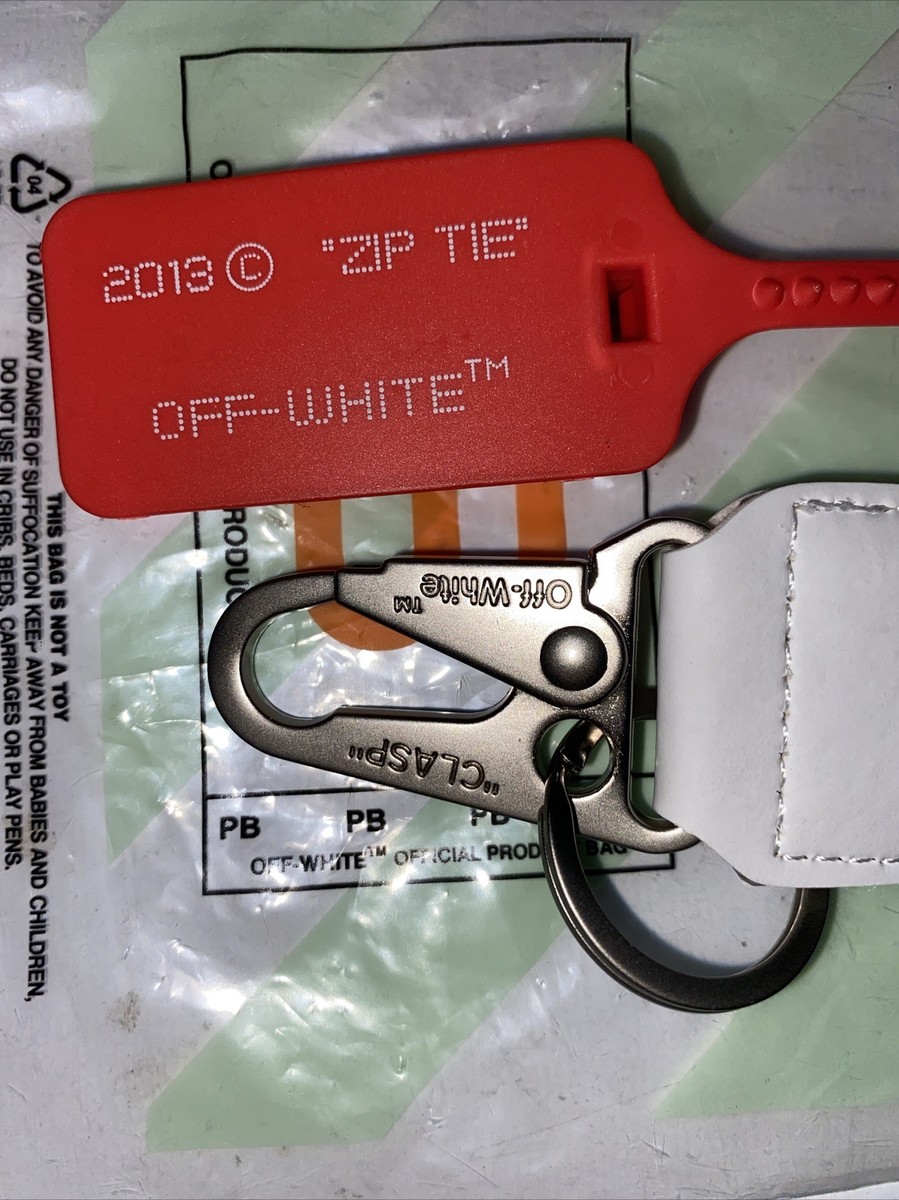 2013 © "ZIP TIE"
OFF-WHITE™
Off-White™
"CLASP"
PB PB PB
OFF-WHITE™ OFFICIAL PRODUCT BAG
04
THIS BAG IS NOT A TOY
TO AVOID ANY DANGER OF SUFFOCATION KEEP AWAY FROM BABIES AND CHILDREN,
DO NOT USE IN CRIBS, BEDS, CARRIAGES OR PLAY PENS.